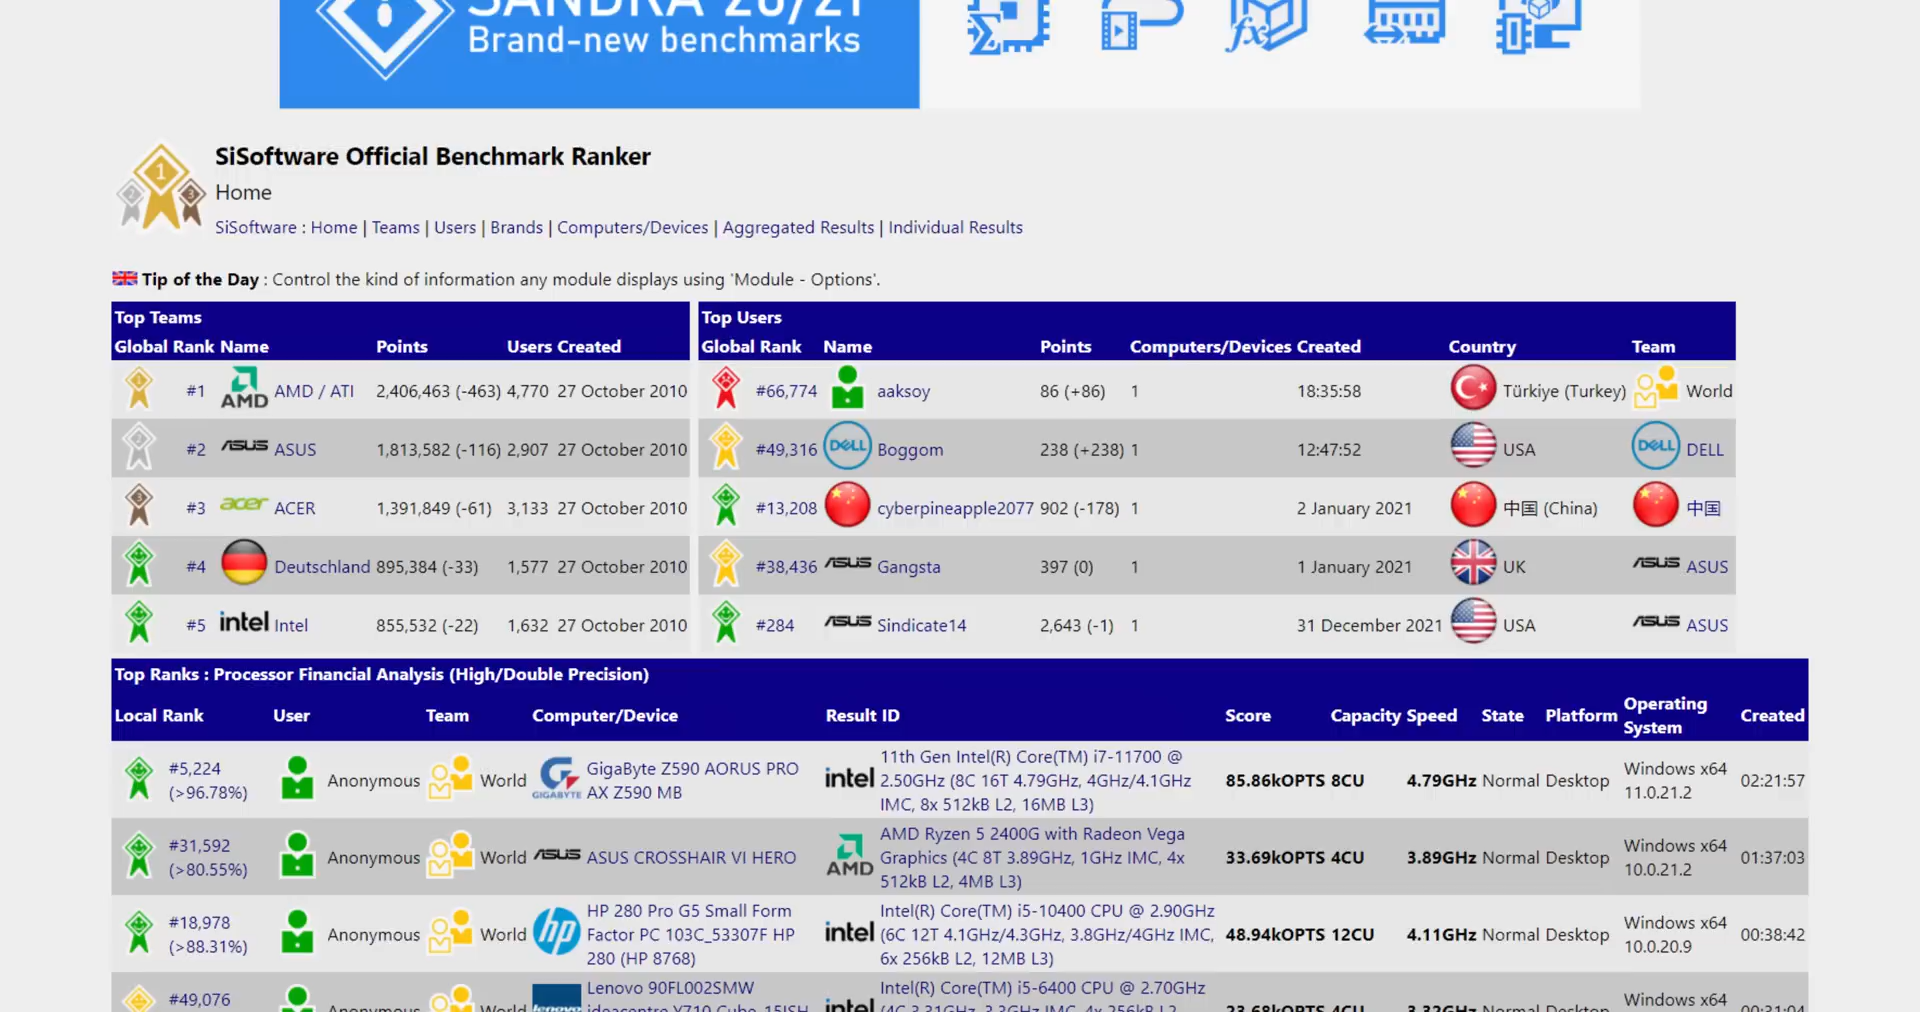 SANDRA 20/21
Brand-new benchmarks
SiSoftware Official Benchmark Ranker
Home
SiSoftware : Home | Teams | Users | Brands | Computers/Devices | Aggregated Results | Individual Results
Tip of the Day : Control the kind of information any module displays using 'Module - Options'.
Top Teams
Global Rank Name Points Users Created
#1 AMD AMD / ATI 2,406,463 (-463) 4,770 27 October 2010
#2 ASUS ASUS 1,813,582 (-116) 2,907 27 October 2010
#3 acer ACER 1,391,849 (-61) 3,133 27 October 2010
#4 Deutschland 895,384 (-33) 1,577 27 October 2010
#5 intel Intel 855,532 (-22) 1,632 27 October 2010
Top Users
Global Rank Name Points Computers/Devices Created Country Team
#66,774 aaksoy 86 (+86) 1 18:35:58 Türkiye (Turkey) World
#49,316 DELL Boggom 238 (+238) 1 12:47:52 USA DELL DELL
#13,208 cyberpineapple2077 902 (-178) 1 2 January 2021 中国 (China) 中国
#38,436 ASUS Gangsta 397 (0) 1 1 January 2021 UK ASUS ASUS
#284 ASUS Sindicate14 2,643 (-1) 1 31 December 2021 USA ASUS ASUS
Top Ranks : Processor Financial Analysis (High/Double Precision)
Local Rank User Team Computer/Device Result ID Score Capacity Speed State Platform Operating System Created
#5,224 (>96.78%) Anonymous World GIGABYTE GigaByte Z590 AORUS PRO AX Z590 MB intel 11th Gen Intel(R) Core(TM) i7-11700 @ 2.50GHz (8C 16T 4.79GHz, 4GHz/4.1GHz IMC, 8x 512kB L2, 16MB L3) 85.86kOPTS 8CU 4.79GHz Normal Desktop Windows x64 11.0.21.2 02:21:57
#31,592 (>80.55%) Anonymous World ASUS ASUS CROSSHAIR VI HERO AMD AMD Ryzen 5 2400G with Radeon Vega Graphics (4C 8T 3.89GHz, 1GHz IMC, 4x 512kB L2, 4MB L3) 33.69kOPTS 4CU 3.89GHz Normal Desktop Windows x64 10.0.21.2 01:37:03
#18,978 (>88.31%) Anonymous World hp HP 280 Pro G5 Small Form Factor PC 103C_53307F HP 280 (HP 8768) intel Intel(R) Core(TM) i5-10400 CPU @ 2.90GHz (6C 12T 4.1GHz/4.3GHz, 3.8GHz/4GHz IMC, 6x 256kB L2, 12MB L3) 48.94kOPTS 12CU 4.11GHz Normal Desktop Windows x64 10.0.20.9 00:38:42
#49,076 Anonymous World Lenovo 90FL002SMW intel Intel(R) Core(TM) i5-6400 CPU @ 2.70GHz Normal Desktop Windows x64